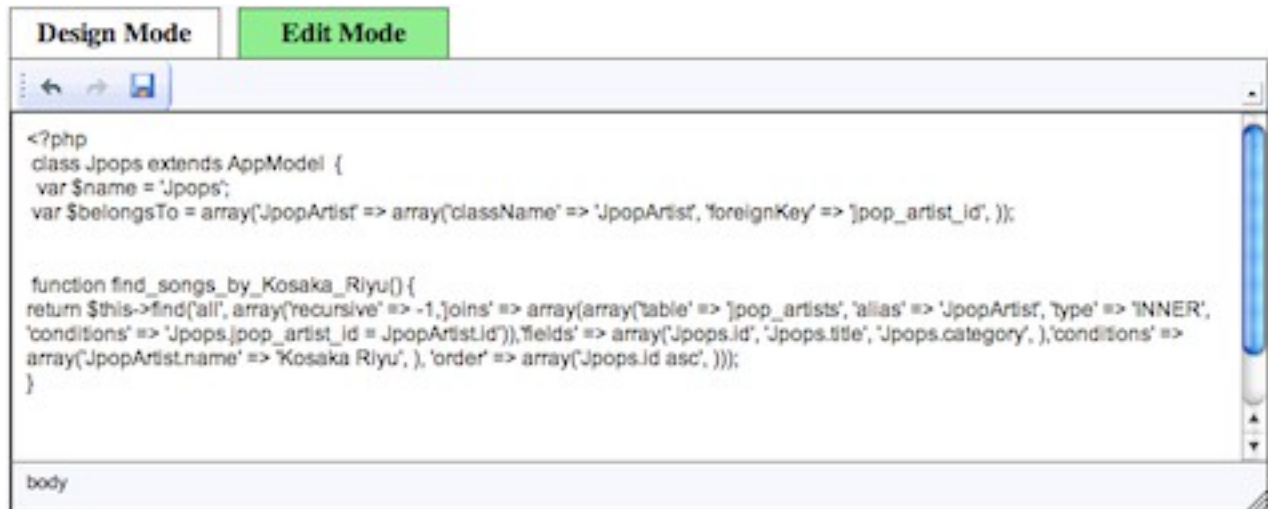 Design Mode
Edit Mode
<?php
class Jpops extends AppModel {
var $name = 'Jpops';
var $belongsTo = array('JpopArtist' => array('className' => 'JpopArtist', 'foreignKey' => 'jpop_artist_id', ));
function find_songs_by_Kosaka_Riyu() {
return $this->find('all', array('recursive' => -1,'joins' => array(array('table' => 'jpop_artists', 'alias' => 'JpopArtist', 'type' => 'INNER',
'conditions' => 'Jpops.jpop_artist_id = JpopArtist.id')),'fields' => array('Jpops.id', 'Jpops.title', 'Jpops.category', ),'conditions' =>
array('JpopArtist.name' => 'Kosaka Riyu', ), 'order' => array('Jpops.id asc', )));
}
body